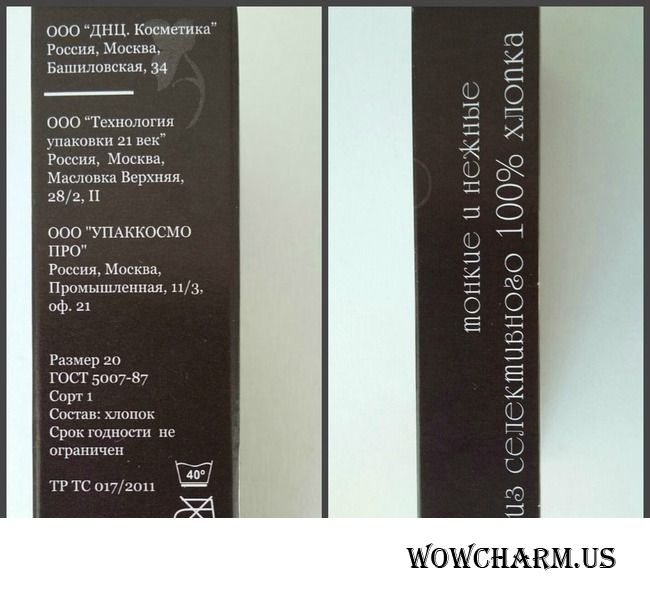 ООО “ДНЦ. Косметика”
Россия, Москва,
Башиловская, 34
ООО “Технология
упаковки 21 век”
Россия, Москва,
Масловка Верхняя,
28/2, II
ООО "УПАККОСМО
ПРО"
Россия, Москва,
Промышленная, 11/3,
оф. 21
Размер 20
ГОСТ 5007-87
Сорт 1
Состав: хлопок
Срок годности не
ограничен
ТР ТС 017/2011
40°
тонкие и нежные
из селективного 100% хлопка
WOWCHARM.US